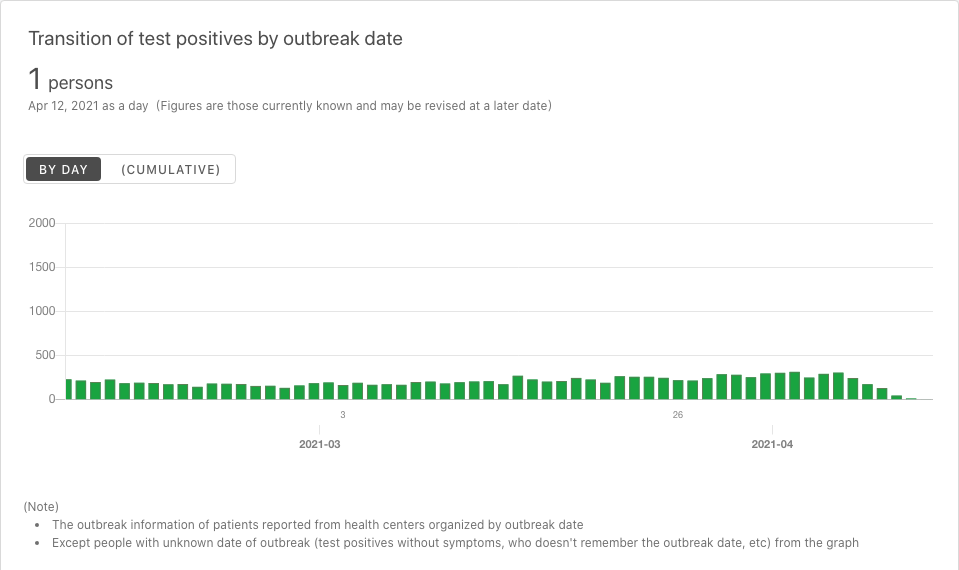 Transition of test positives by outbreak date
1 persons
Apr 12, 2021 as a day (Figures are those currently known and may be revised at a later date)
BY DAY (CUMULATIVE)
2000
1500
1000
500
0
3 26
2021-03 2021-04
(Note)
• The outbreak information of patients reported from health centers organized by outbreak date
• Except people with unknown date of outbreak (test positives without symptoms, who doesn't remember the outbreak date, etc) from the graph